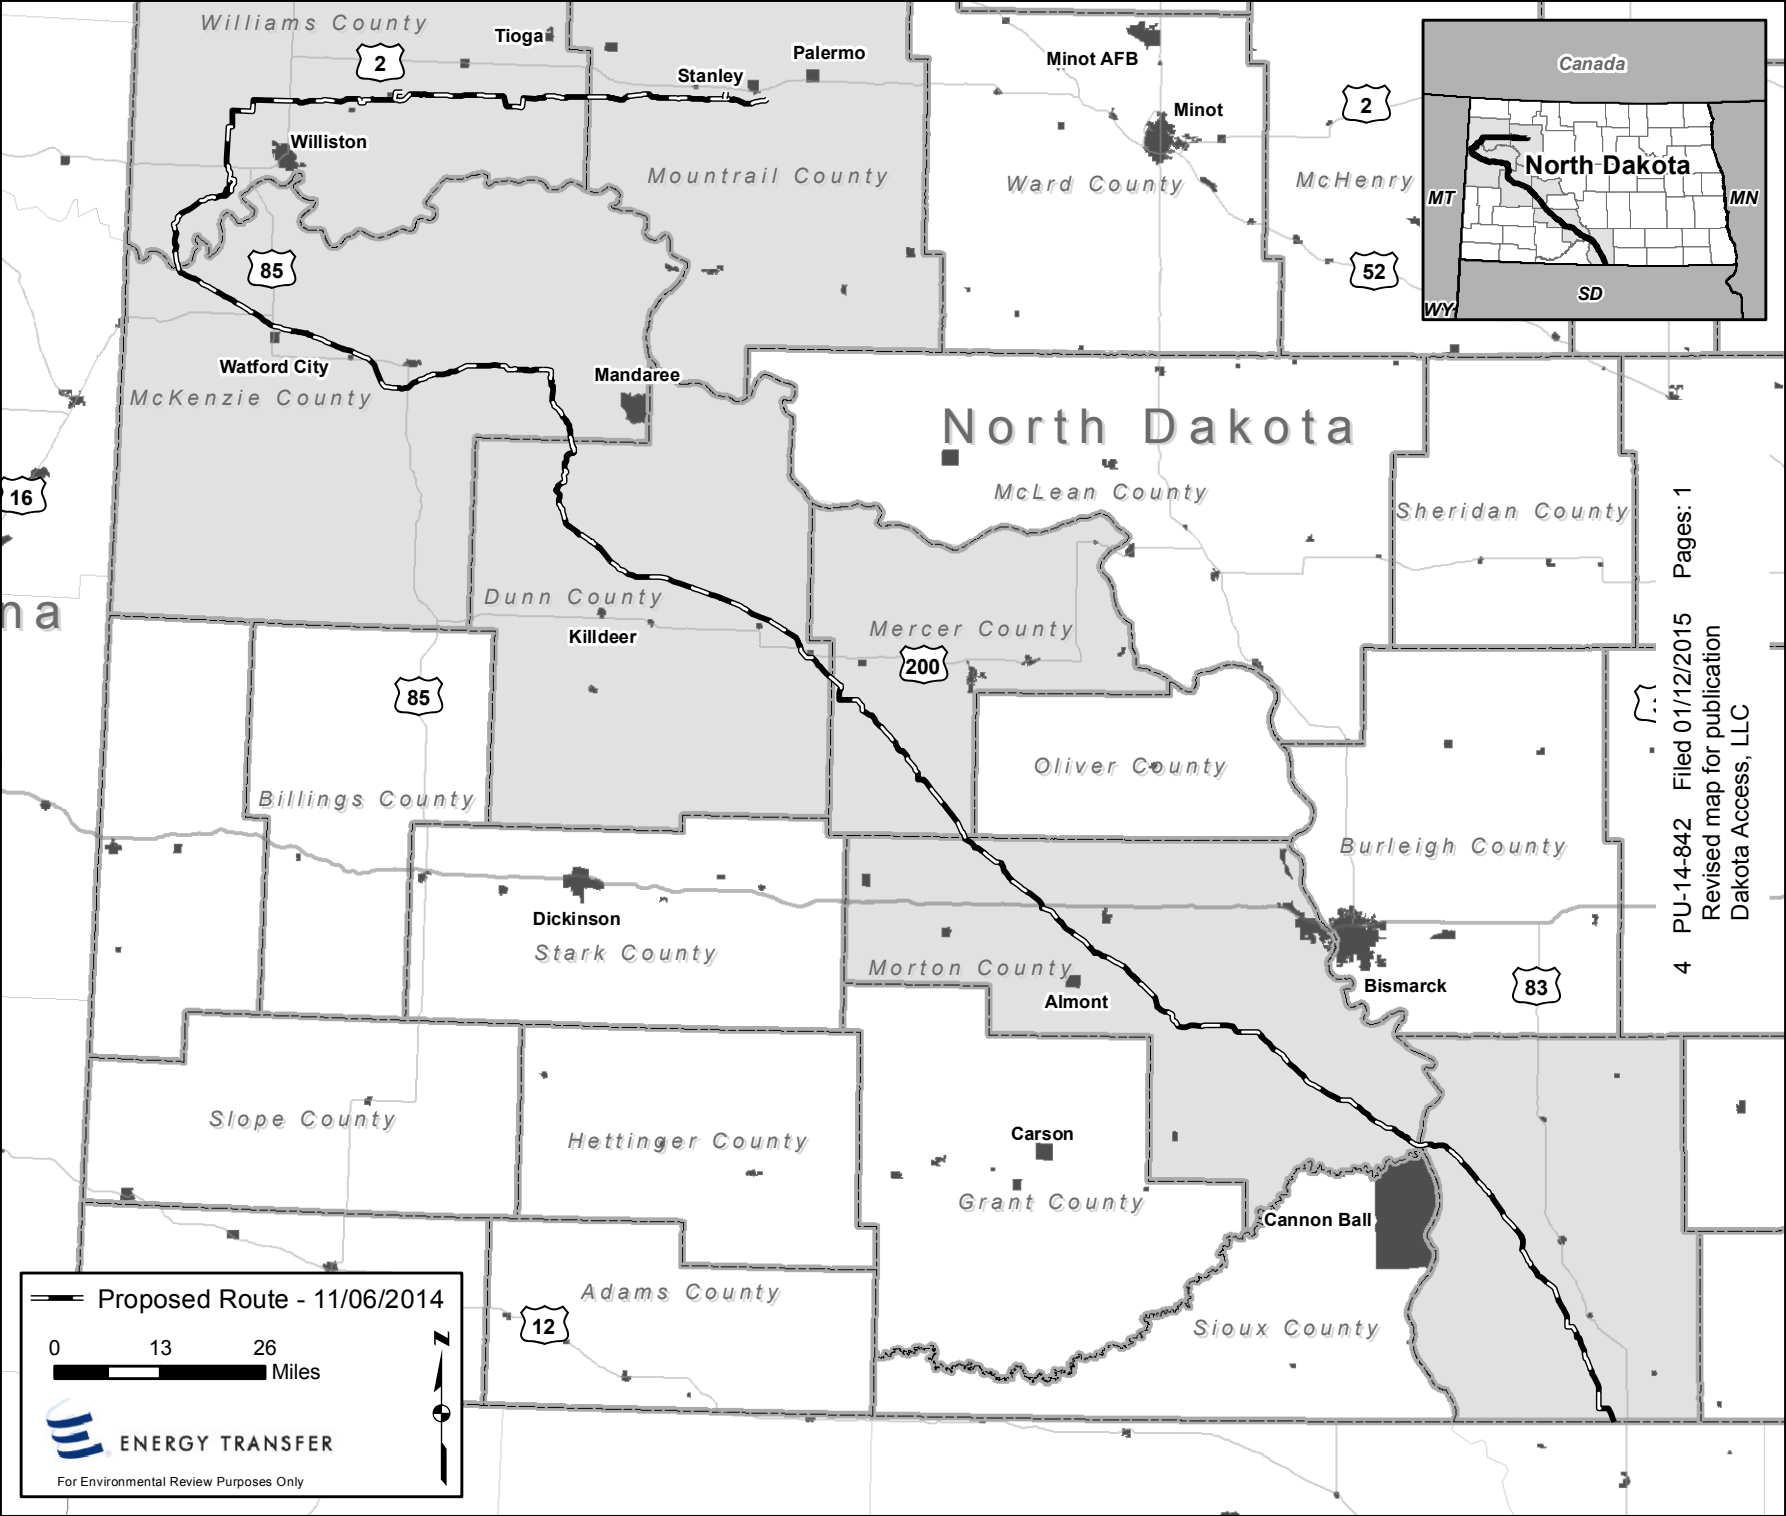 Williams County
Tioga
2
Palermo
Stanley
Minot AFB
Minot
2
Williston
Mountrail County
Ward County
McHenry
85
52
Canada
North Dakota
MT
MN
SD
WY
Watford City
McKenzie County
Mandaree
North Dakota
McLean County
Sheridan County
16
na
Dunn County
Killdeer
Mercer County
200
85
Oliver County
Billings County
Burleigh County
Dickinson
Stark County
Morton County
Almont
Bismarck
83
Slope County
Hettinger County
Carson
Grant County
Cannon Ball
Adams County
12
Sioux County
4 PU-14-842 Filed 01/12/2015 Pages: 1
Revised map for publication
Dakota Access, LLC
Proposed Route - 11/06/2014
0 13 26
Miles
N
ENERGY TRANSFER
For Environmental Review Purposes Only